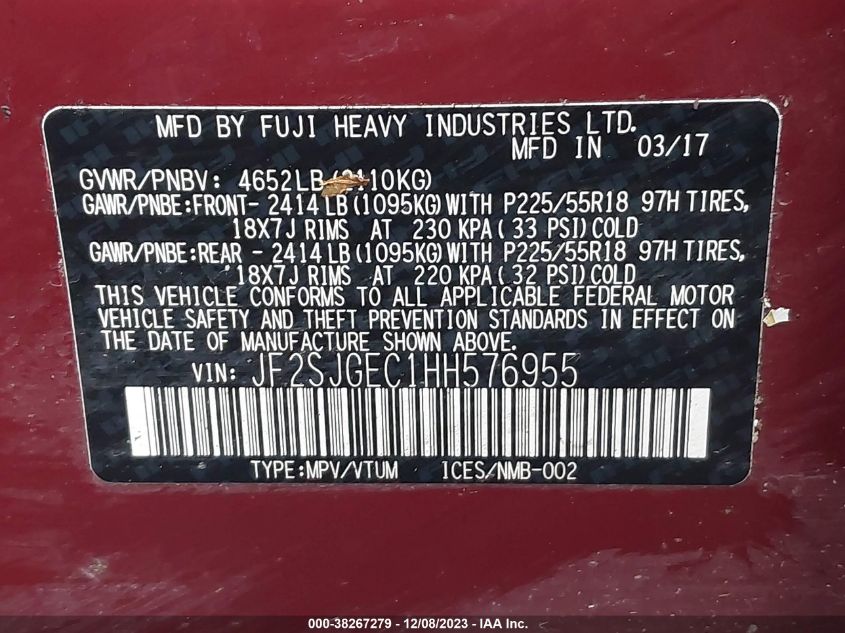 MFD BY FUJI HEAVY INDUSTRIES LTD.
MFD IN 03/17
GVWR/PNBV: 4652LB 10KG)
GAWR/PNBE:FRONT- 2414LB(1095KG)WITH P225/55R18 97H TIRES,
18X7J RIMS AT 230 KPA(33 PSI)COLD
GAWR/PNBE:REAR - 2414LB(1095KG)WITH P225/55R18 97H TIRES,
18X7J RIMS AT 220 KPA(32 PSI)COLD
THIS VEHICLE CONFORMS TO ALL APPLICABLE FEDERAL MOTOR
VEHICLE SAFETY AND THEFT PREVENTION STANDARDS IN EFFECT ON
THE DATE OF MANUFACTURE SHOWN ABOVE.
VIN: JF2SJGEC1HH576955
TYPE:MPV/VTUM ICES/NMB-002
000-38267279 - 12/08/2023 - IAA Inc.